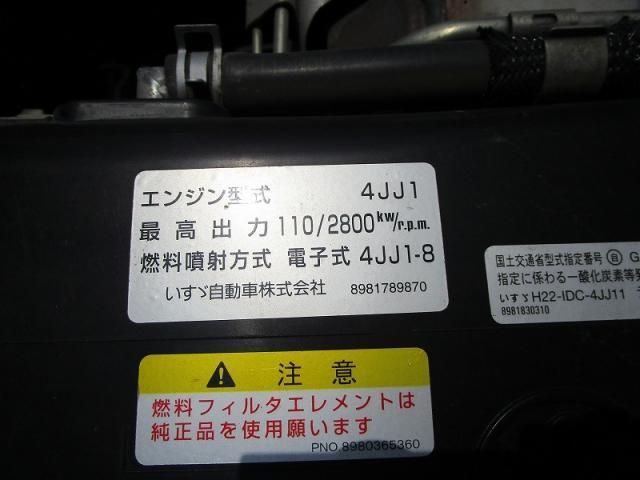 エンジン型式 4JJ1
最高出力 110/2800 kw/r.p.m.
燃料噴射方式 電子式 4JJ1-8
いすゞ自動車株式会社 8981789870
国土交通省型式指定番号 自 G
指定に係わる一酸化炭素等
いすゞH22-IDC-4JJ11
8981830310
注意
燃料フィルタエレメントは
純正品を使用願います
PNO.8980365360